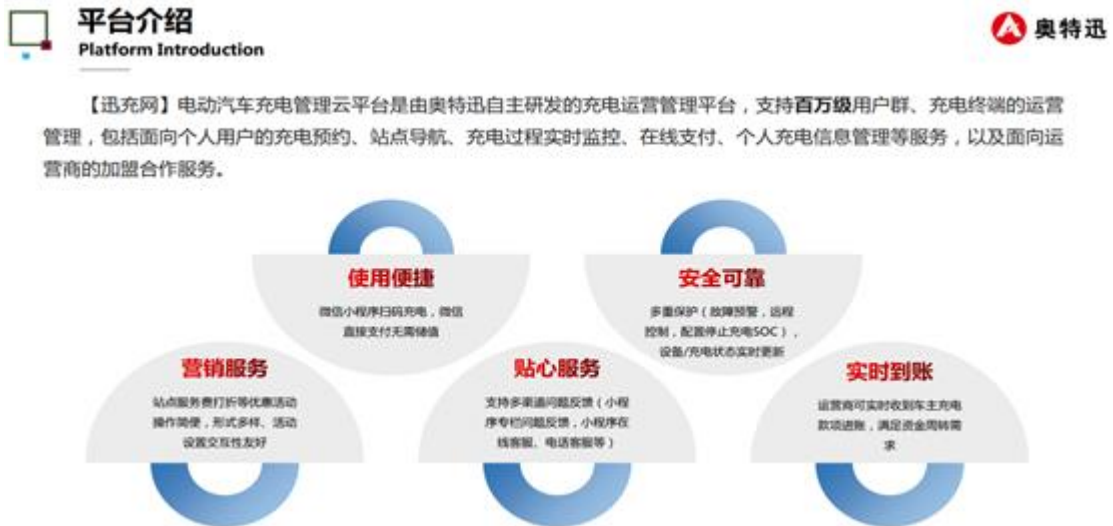 平台介绍
Platform Introduction
奥特迅
【迅充网】电动汽车充电管理云平台是由奥特迅自主研发的充电运营管理平台，支持百万级用户群、充电终端的运营
管理，包括面向个人用户的充电预约、站点导航、充电过程实时监控、在线支付、个人充电信息管理等服务，以及面向运
营商的加盟合作服务。
使用便捷
微信小程序扫码充电，微信
直接支付无需储值
安全可靠
多重保护（故障预警，远程
控制，配置停止充电SOC），
设备/充电状态实时更新
营销服务
站点服务费打折等优惠活动
操作简便，形式多样、活动
设置交互性友好
贴心服务
支持多渠道问题反馈（小程
序专栏问题反馈，小程序在
线客服、电话客服等）
实时到账
运营商可实时收到车主充电
款项进账，满足资金周转需
求